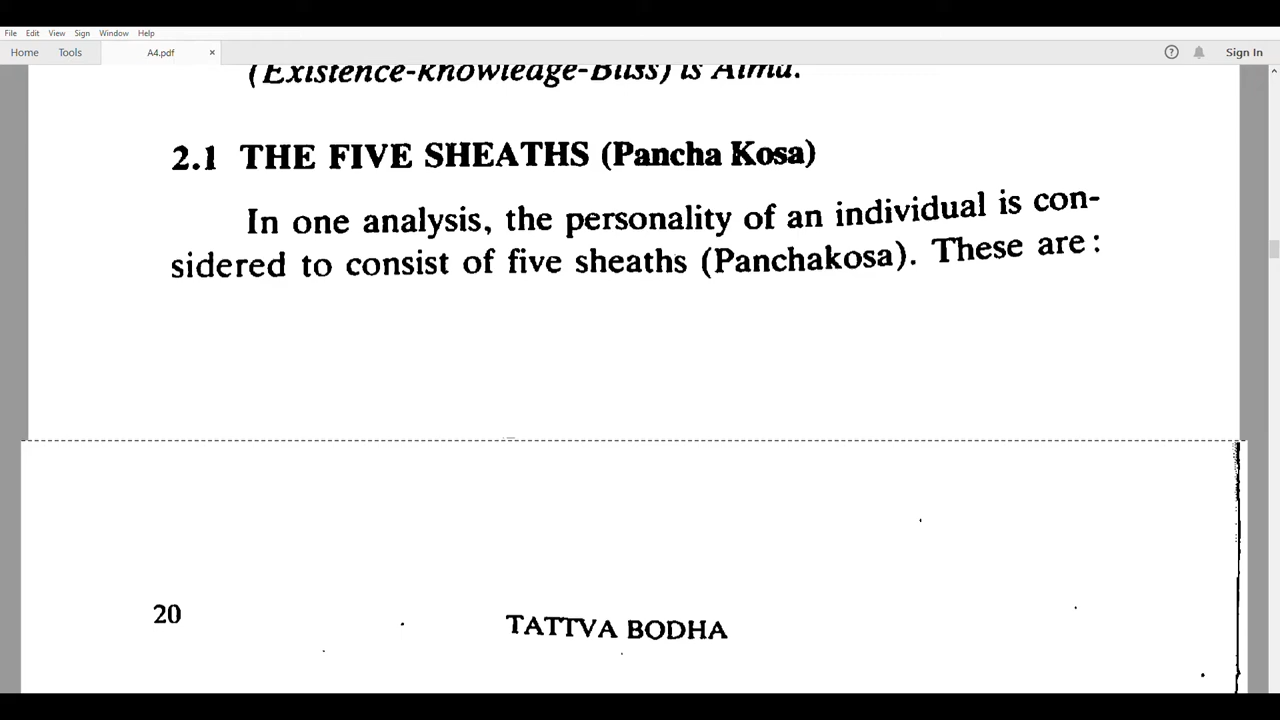 File Edit View Sign Window Help
Home Tools A4.pdf × ? Sign In
(Existence-knowledge-Bliss) is Atma.
2.1 THE FIVE SHEATHS (Pancha Kosa)
In one analysis, the personality of an individual is con-
sidered to consist of five sheaths (Panchakosa). These are :
20
TATTVA BODHA